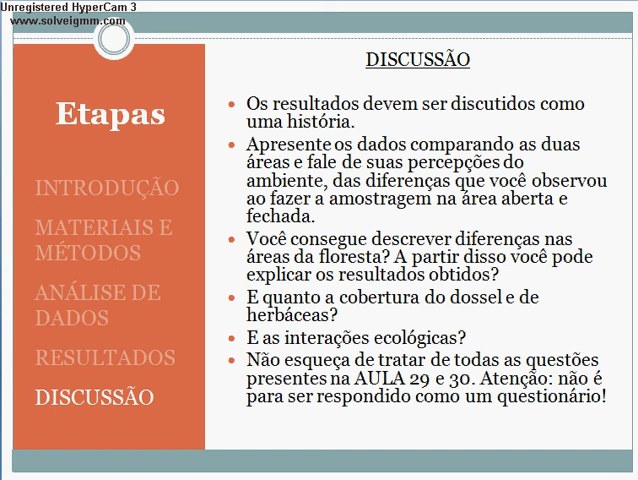 Unregistered HyperCam 3
www.solveigmm.com
Etapas
INTRODUÇÃO
MATERIAIS E
MÉTODOS
ANÁLISE DE
DADOS
RESULTADOS
DISCUSSÃO
DISCUSSÃO
• Os resultados devem ser discutidos como
uma história.
• Apresente os dados comparando as duas
áreas e fale de suas percepções do
ambiente, das diferenças que você observou
ao fazer a amostragem na área aberta e
fechada.
• Você consegue descrever diferenças nas
áreas da floresta? A partir disso você pode
explicar os resultados obtidos?
• E quanto a cobertura do dossel e de
herbáceas?
• E as interações ecológicas?
• Não esqueça de tratar de todas as questões
presentes na AULA 29 e 30. Atenção: não é
para ser respondido como um questionário!